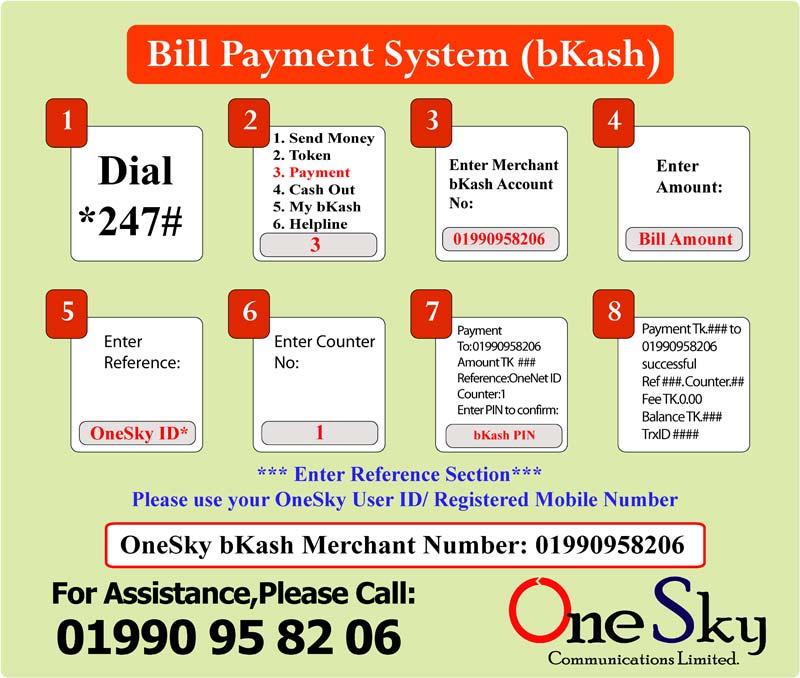 Bill Payment System (bKash)
1
Dial
*247#
2
1. Send Money
2. Token
3. Payment
4. Cash Out
5. My bKash
6. Helpline
3
3
Enter Merchant
bKash Account
No:
01990958206
4
Enter
Amount:
Bill Amount
5
Enter
Reference:
OneSky ID*
6
Enter Counter
No:
1
7
Payment
To:01990958206
Amount TK ###
Reference:OneNet ID
Counter:1
Enter PIN to confirm:
bKash PIN
8
Payment Tk.### to
01990958206
successful
Ref ###.Counter.##
Fee TK.0.00
Balance TK.###
TrxID ####
*** Enter Reference Section***
Please use your OneSky User ID/ Registered Mobile Number
OneSky bKash Merchant Number: 01990958206
For Assistance,Please Call:
01990 95 82 06
One Sky
Communications Limited.